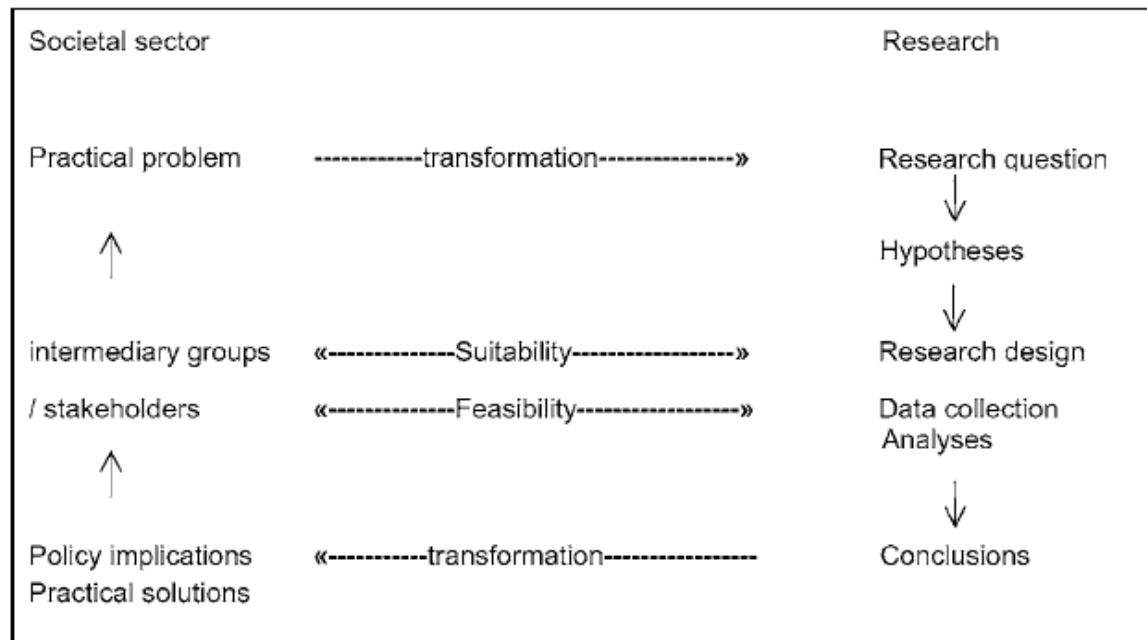 Societal sector Research
Practical problem ------------transformation--------------» Research question
Hypotheses
intermediary groups «------------Suitability--------------» Research design
/ stakeholders «------------Feasibility--------------» Data collection
Analyses
Policy implications «----------transformation--------------- Conclusions
Practical solutions